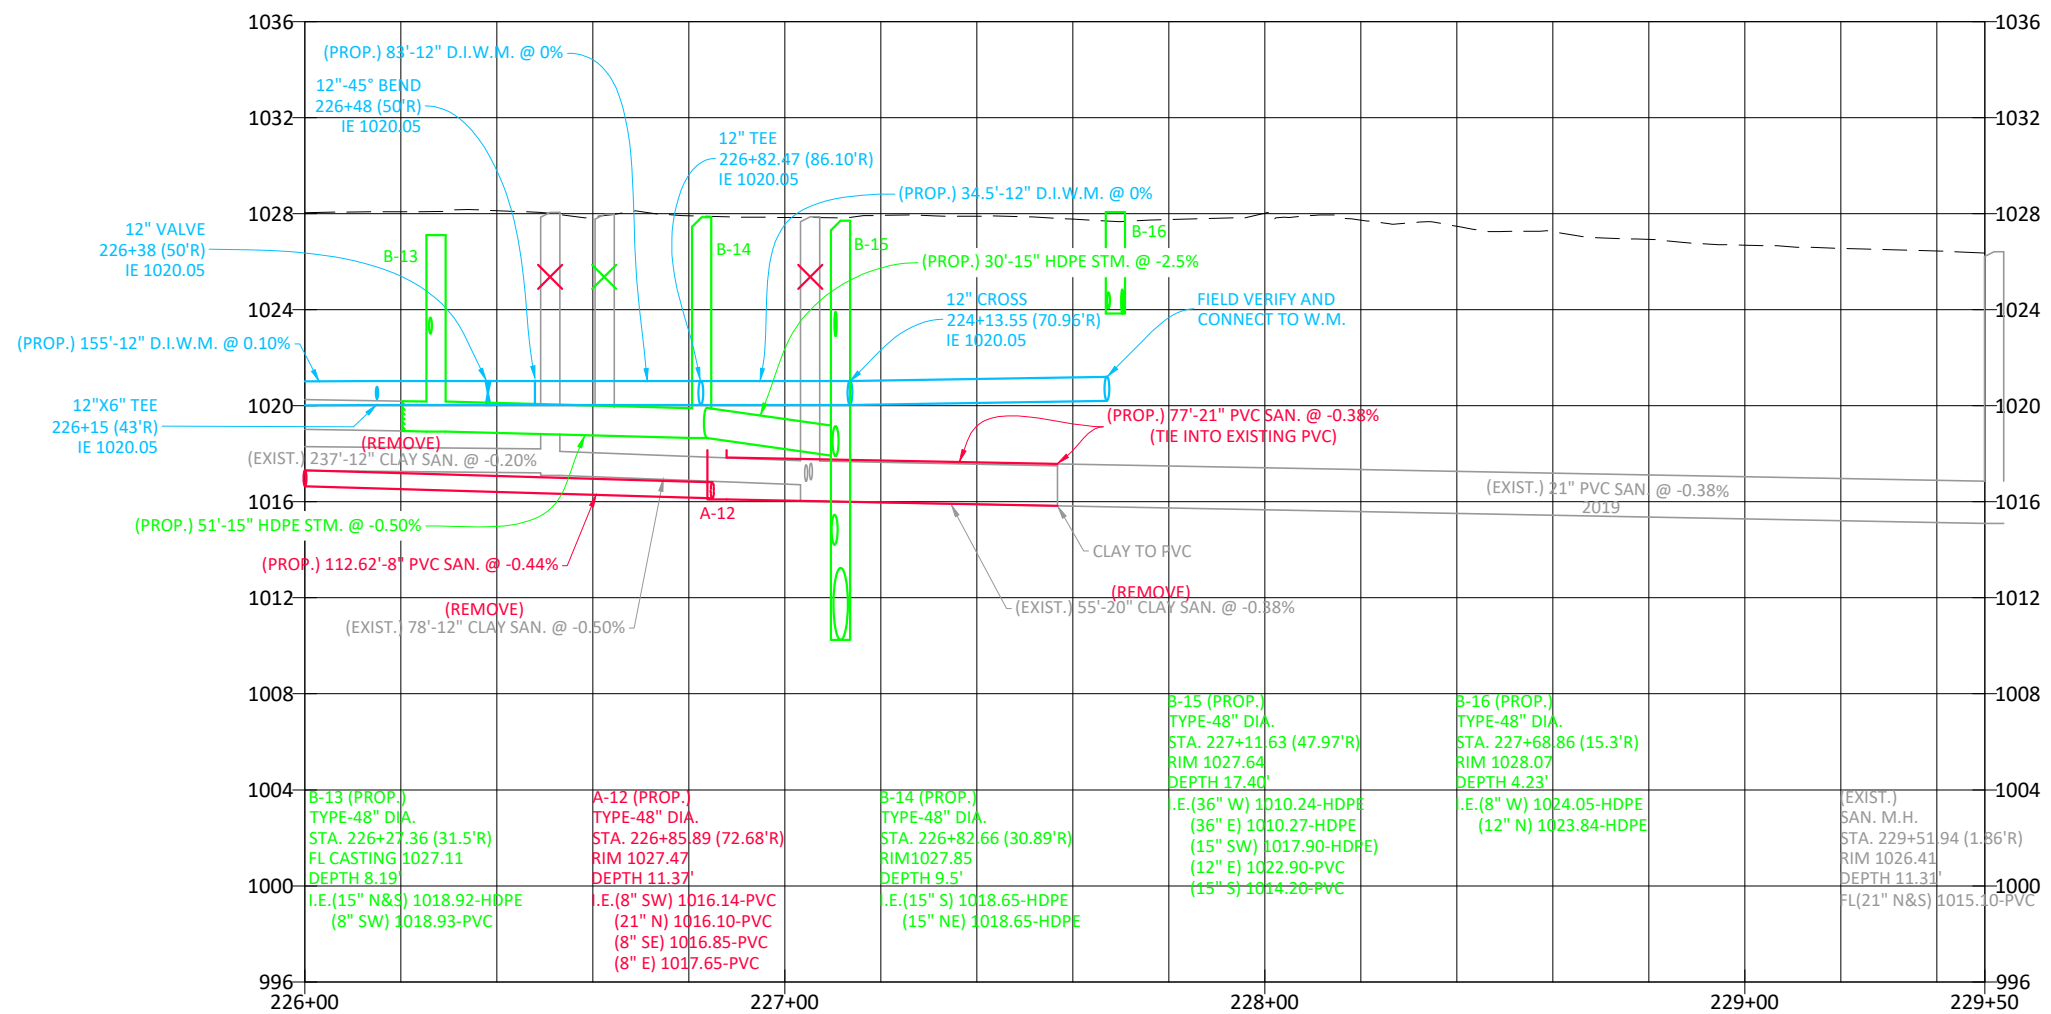 1036
1036
(PROP.) 83'-12" D.I.W.M. @ 0%
12"-45° BEND
226+48 (50'R)
IE 1020.05
1032
1032
12" TEE
226+82.47 (86.10'R)
IE 1020.05
(PROP.) 34.5'-12" D.I.W.M. @ 0%
1028
1028
12" VALVE
226+38 (50'R)
IE 1020.05
B-13
B-14
B-15
B-16
(PROP.) 30'-15" HDPE STM. @ -2.5%
12" CROSS
224+13.55 (70.96'R)
IE 1020.05
FIELD VERIFY AND
CONNECT TO W.M.
1024
1024
(PROP.) 155'-12" D.I.W.M. @ 0.10%
12"X6" TEE
226+15 (43'R)
IE 1020.05
1020
1020
(PROP.) 77'-21" PVC SAN. @ -0.38%
(TIE INTO EXISTING PVC)
(REMOVE)
(EXIST.) 237'-12" CLAY SAN. @ -0.20%
(EXIST.) 21" PVC SAN. @ -0.38%
2019
1016
1016
A-12
(PROP.) 51'-15" HDPE STM. @ -0.50%
CLAY TO PVC
(PROP.) 112.62'-8" PVC SAN. @ -0.44%
(REMOVE)
(EXIST.) 55'-20" CLAY SAN. @ -0.38%
1012
1012
(REMOVE)
(EXIST.) 78'-12" CLAY SAN. @ -0.50%
1008
1008
B-15 (PROP.)
TYPE-48" DIA.
STA. 227+11.63 (47.97'R)
RIM 1027.64
DEPTH 17.40'
I.E.(36" W) 1010.24-HDPE
(36" E) 1010.27-HDPE
(15" SW) 1017.90-HDPE)
(12" E) 1022.90-PVC
(15" S) 1014.20-PVC
B-16 (PROP.)
TYPE-48" DIA.
STA. 227+68.86 (15.3'R)
RIM 1028.07
DEPTH 4.23'
I.E.(8" W) 1024.05-HDPE
(12" N) 1023.84-HDPE
1004
1004
B-13 (PROP.)
TYPE-48" DIA.
STA. 226+27.36 (31.5'R)
FL CASTING 1027.11
DEPTH 8.19'
I.E.(15" N&S) 1018.92-HDPE
(8" SW) 1018.93-PVC
A-12 (PROP.)
TYPE-48" DIA.
STA. 226+85.89 (72.68'R)
RIM 1027.47
DEPTH 11.37'
I.E.(8" SW) 1016.14-PVC
(21" N) 1016.10-PVC
(8" SE) 1016.85-PVC
(8" E) 1017.65-PVC
B-14 (PROP.)
TYPE-48" DIA.
STA. 226+82.66 (30.89'R)
RIM1027.85
DEPTH 9.5'
I.E.(15" S) 1018.65-HDPE
(15" NE) 1018.65-HDPE
(EXIST.)
SAN. M.H.
STA. 229+51.94 (1.86'R)
RIM 1026.41
DEPTH 11.31'
FL(21" N&S) 1015.10-PVC
1000
1000
996
996
226+00
227+00
228+00
229+00
229+50